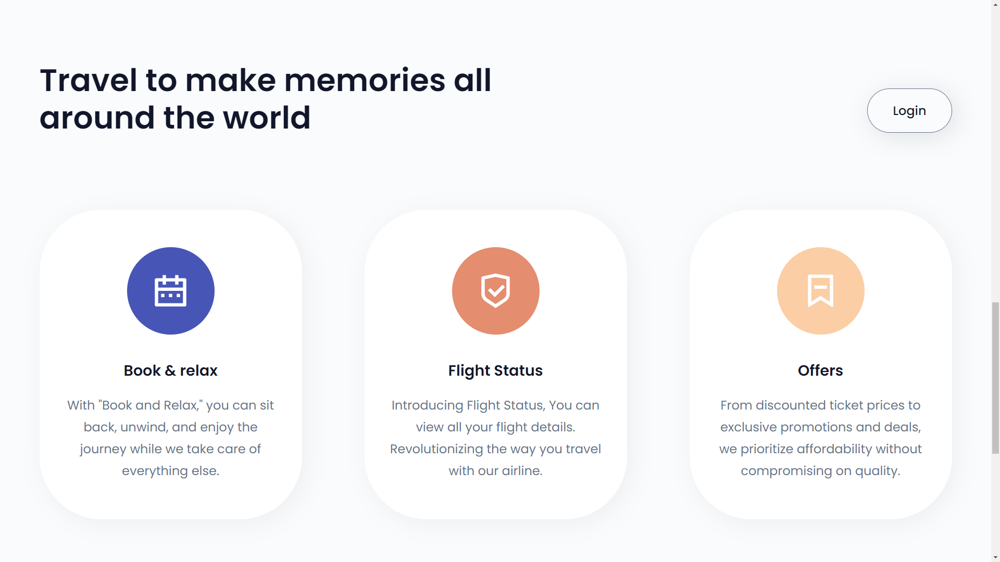 Travel to make memories all
around the world
Login
Book & relax
With "Book and Relax," you can sit
back, unwind, and enjoy the
journey while we take care of
everything else.
Flight Status
Introducing Flight Status, You can
view all your flight details.
Revolutionizing the way you travel
with our airline.
Offers
From discounted ticket prices to
exclusive promotions and deals,
we prioritize affordability without
compromising on quality.